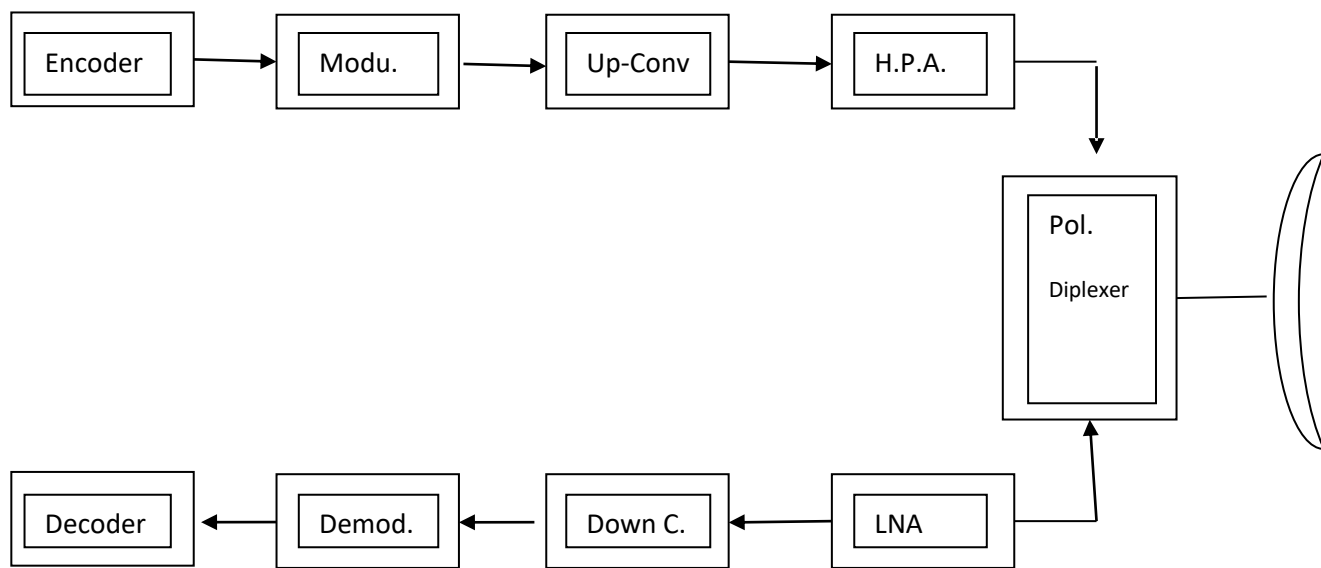 Encoder
Modu.
Up-Conv
H.P.A.
Pol.
Diplexer
Decoder
Demod.
Down C.
LNA